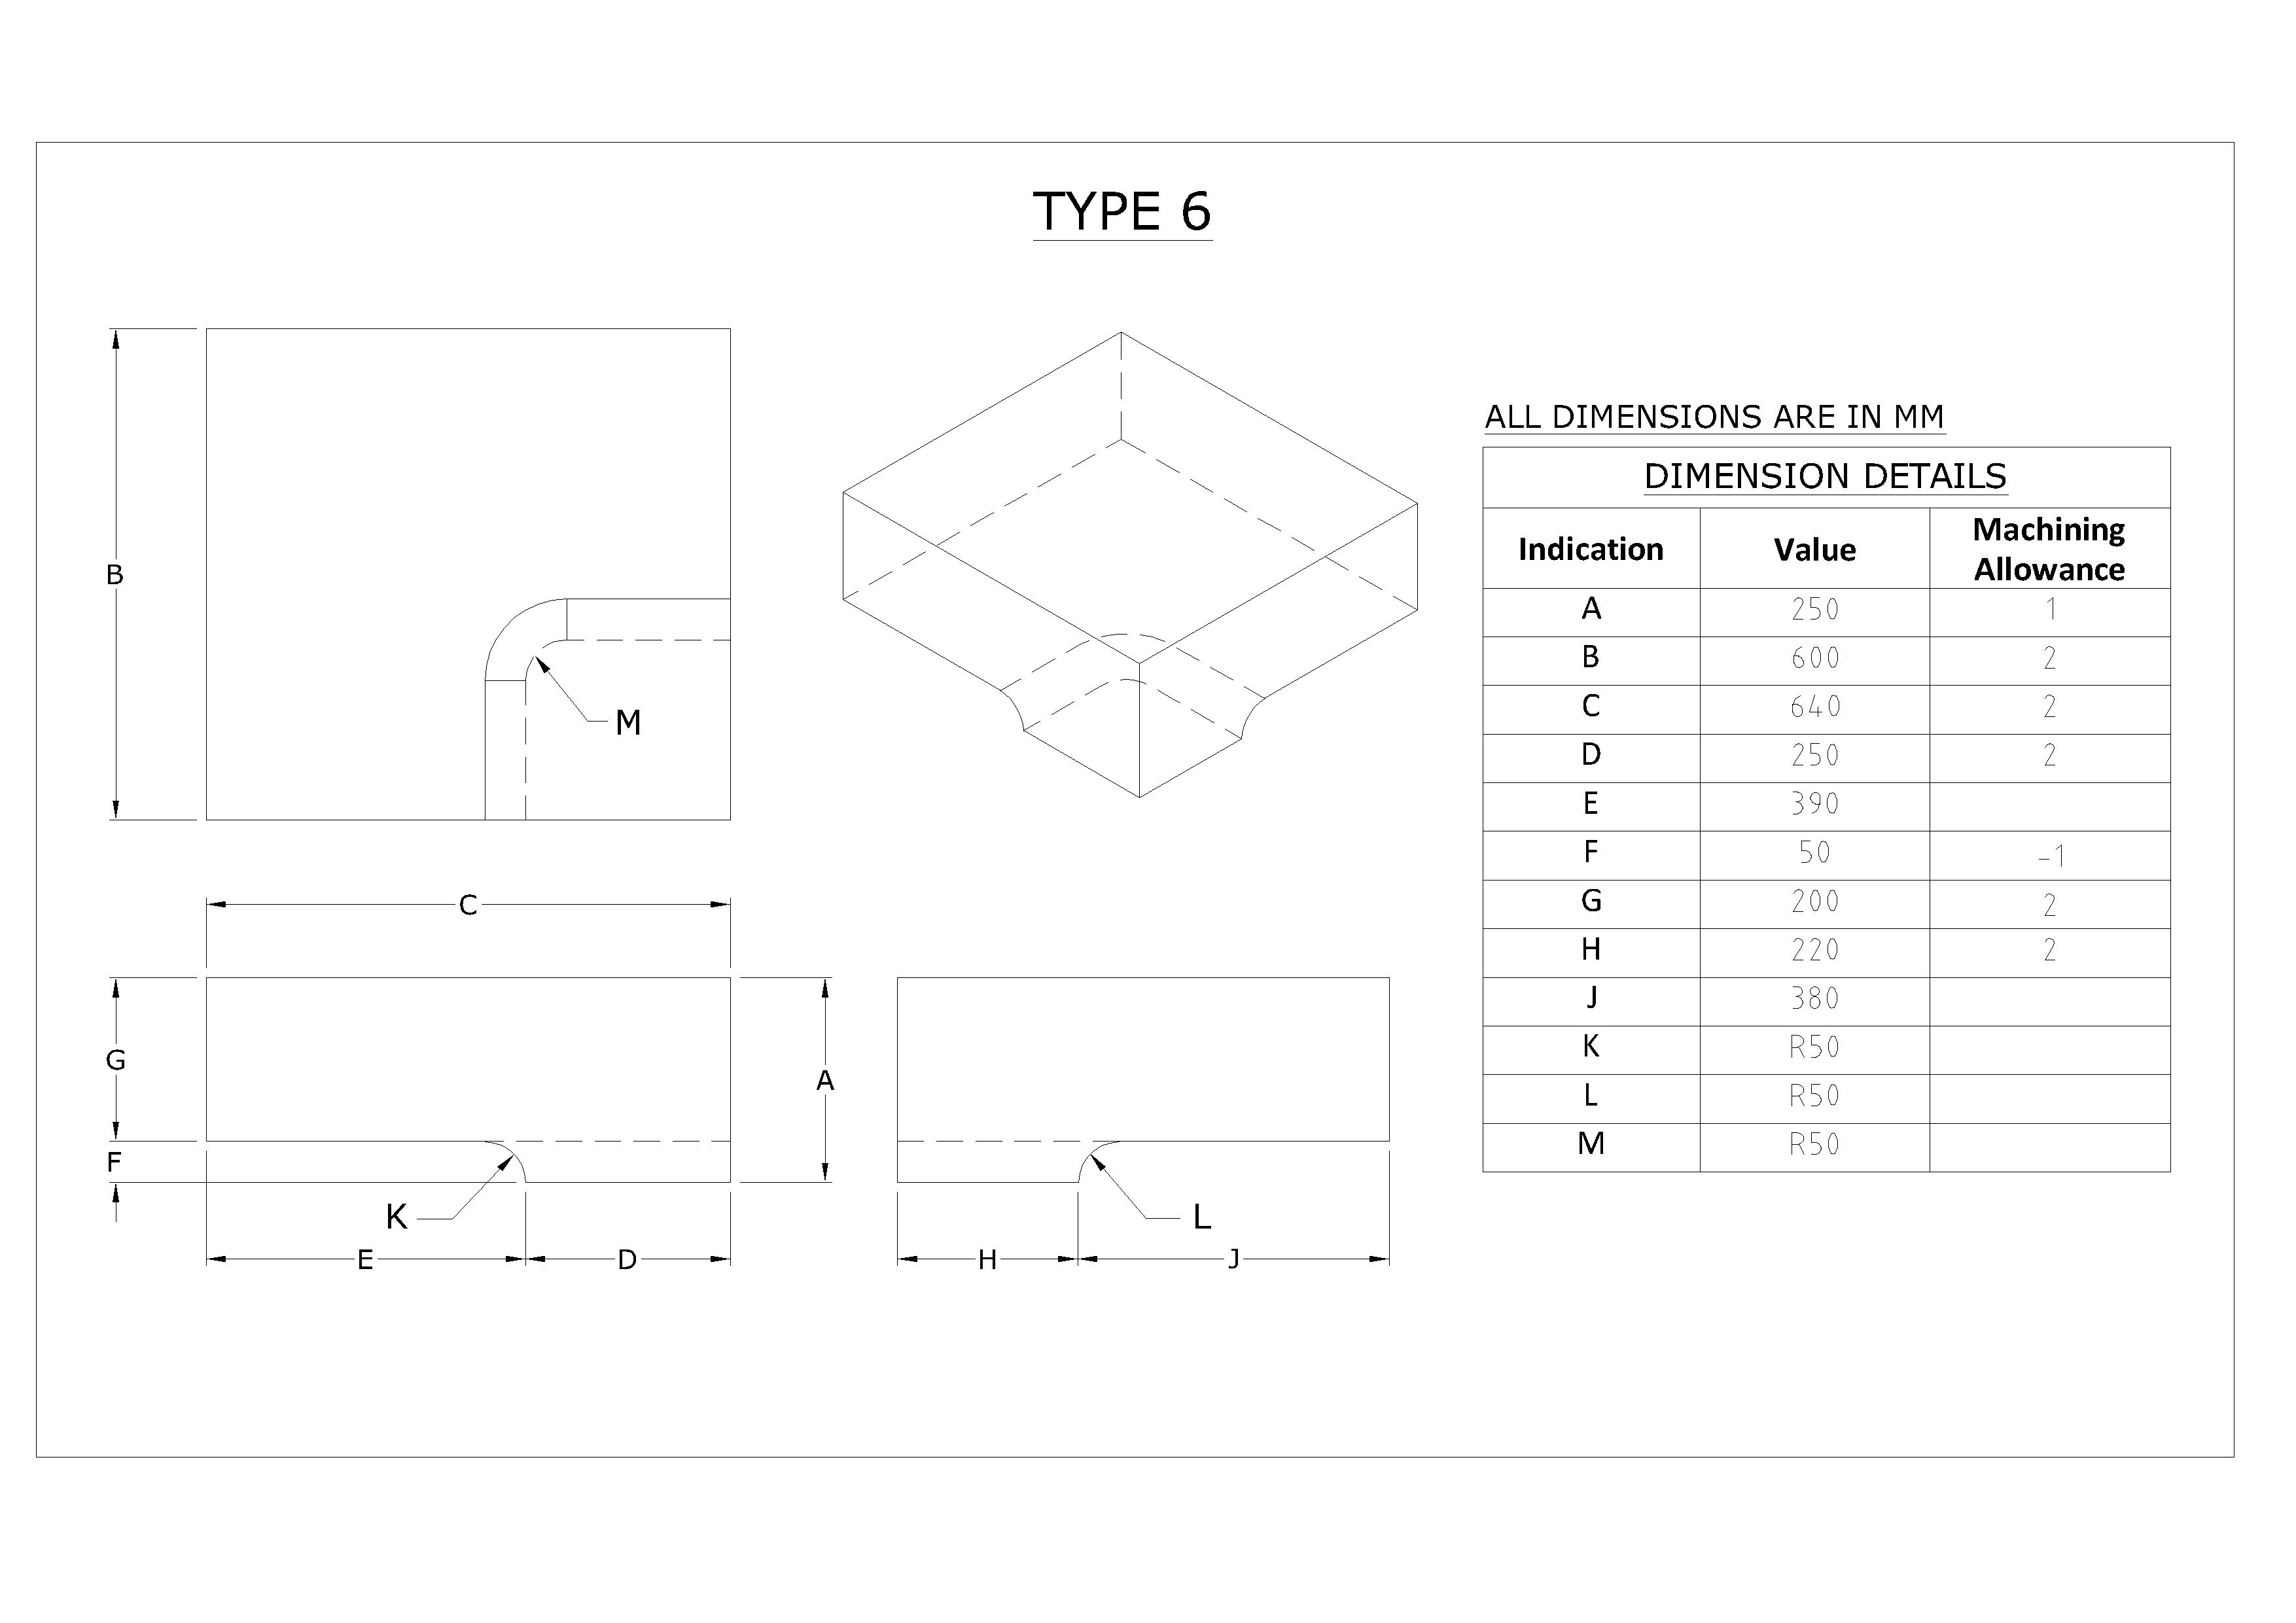 TYPE 6
B
M
C
G
F
A
K
L
E
D
H
J
ALL DIMENSIONS ARE IN MM
DIMENSION DETAILS
Indication Value Machining Allowance
A 250 1
B 600 2
C 640 2
D 250 2
E 390
F 50 -1
G 200 2
H 220 2
J 380
K R50
L R50
M R50